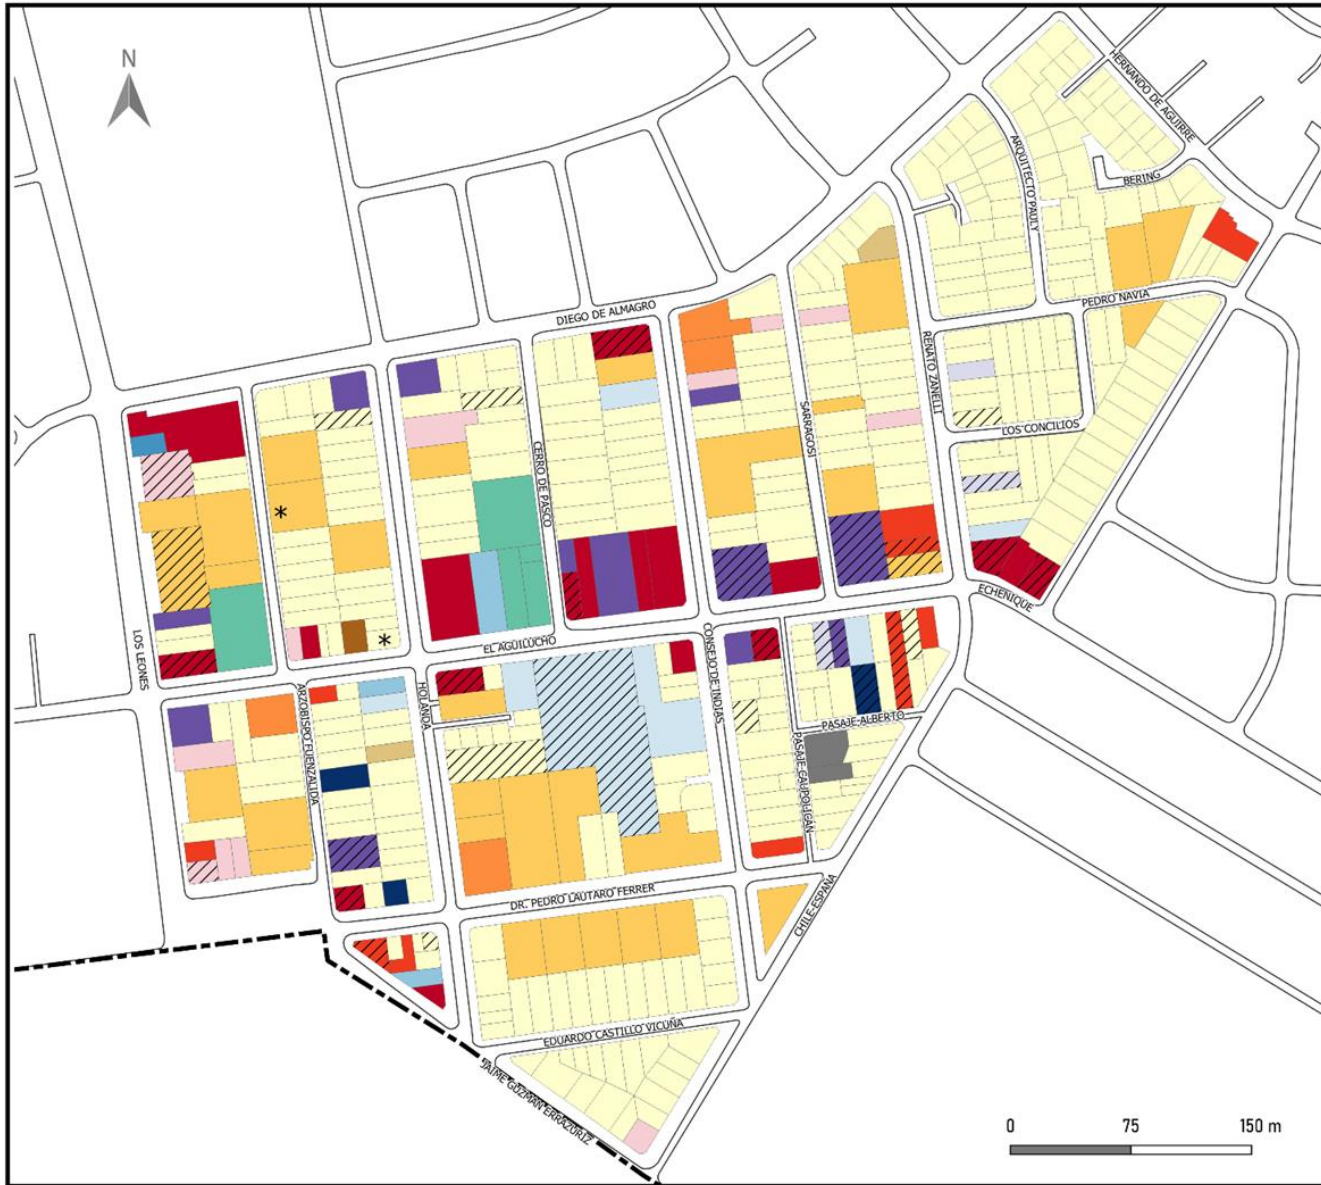 N
HERNANDO DE AGUIRRE
ARQUITECTO PAULY
BERING
PEDRO NAVIA
DIEGO DE ALMAGRO
RENATO ZANELLI
SARRAGOSI
LOS CONCILIOS
CERRO DE PASCO
*
ECHENIQUE
*
EL AGUILUCHO
LOS LEONES
CONSEJO DE INDIAS
HOLANDA
ARZOBISPO FUENZALIDA
PASAJE ALBERTO
PASAJE CAUPOLICÁN
DR. PEDRO LAUTARO FERRER
CHILE-ESPAÑA
EDUARDO CASTILLO VICUÑA
JAIME GUZMÁN ERRÁZURIZ
0 75 150 m